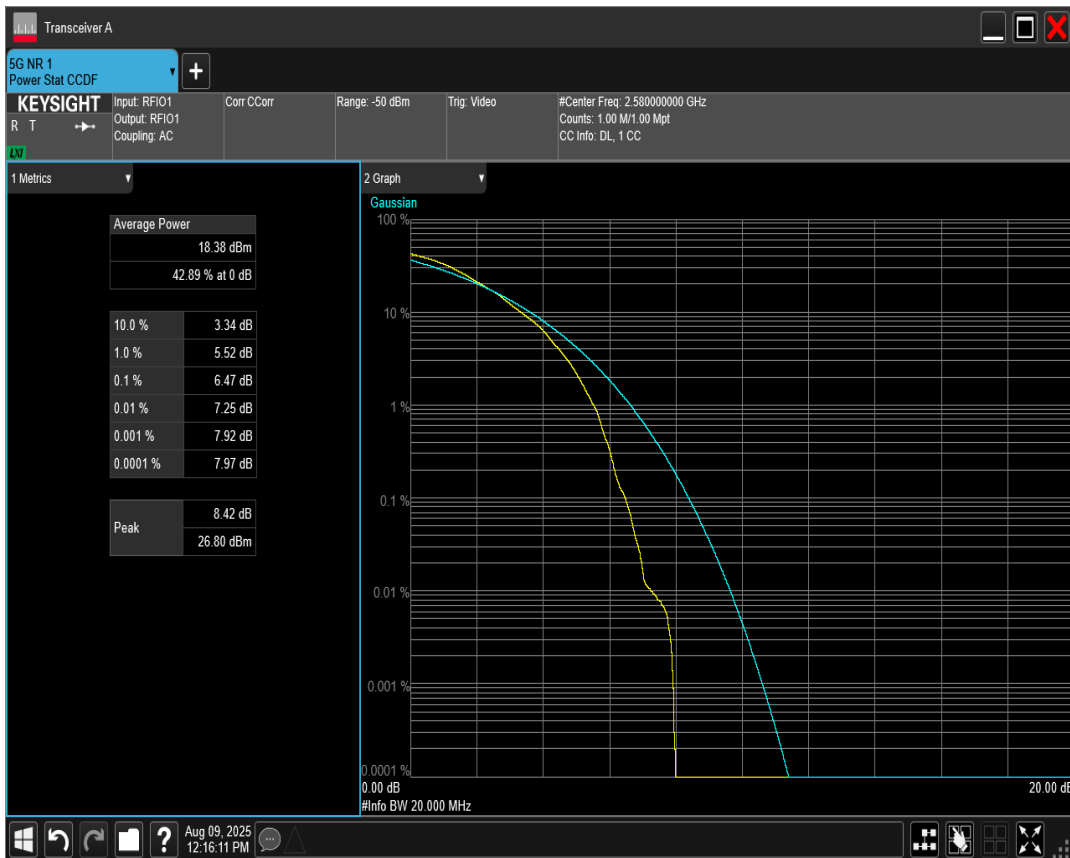 Transceiver A
5G NR 1
Power Stat CCDF
KEYSIGHT
R T
LXI
Input: RFIO1
Output: RFIO1
Coupling: AC
Corr CCorr
Range: -50 dBm
Trig: Video
#Center Freq: 2.580000000 GHz
Counts: 1.00 M/1.00 Mpt
CC Info: DL, 1 CC
1 Metrics
Average Power
18.38 dBm
42.89 % at 0 dB
10.0 % 3.34 dB
1.0 % 5.52 dB
0.1 % 6.47 dB
0.01 % 7.25 dB
0.001 % 7.92 dB
0.0001 % 7.97 dB
Peak 8.42 dB
26.80 dBm
2 Graph
Gaussian
100 %
10 %
1 %
0.1 %
0.01 %
0.001 %
0.0001 %
0.00 dB 20.00 dB
#Info BW 20.000 MHz
?
Aug 09, 2025
12:16:11 PM